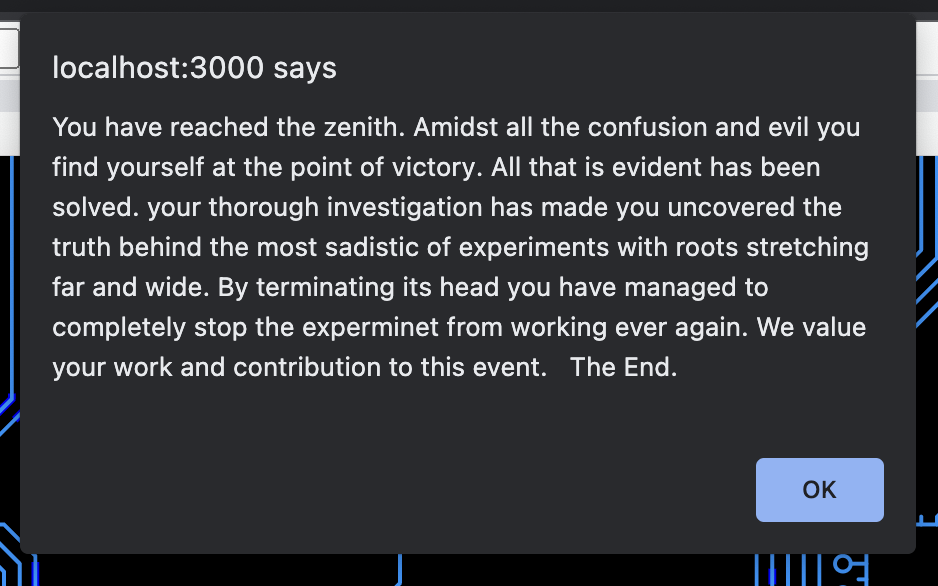 localhost:3000 says
You have reached the zenith. Amidst all the confusion and evil you
find yourself at the point of victory. All that is evident has been
solved. your thorough investigation has made you uncovered the
truth behind the most sadistic of experiments with roots stretching
far and wide. By terminating its head you have managed to
completely stop the experminet from working ever again. We value
your work and contribution to this event.   The End.
OK